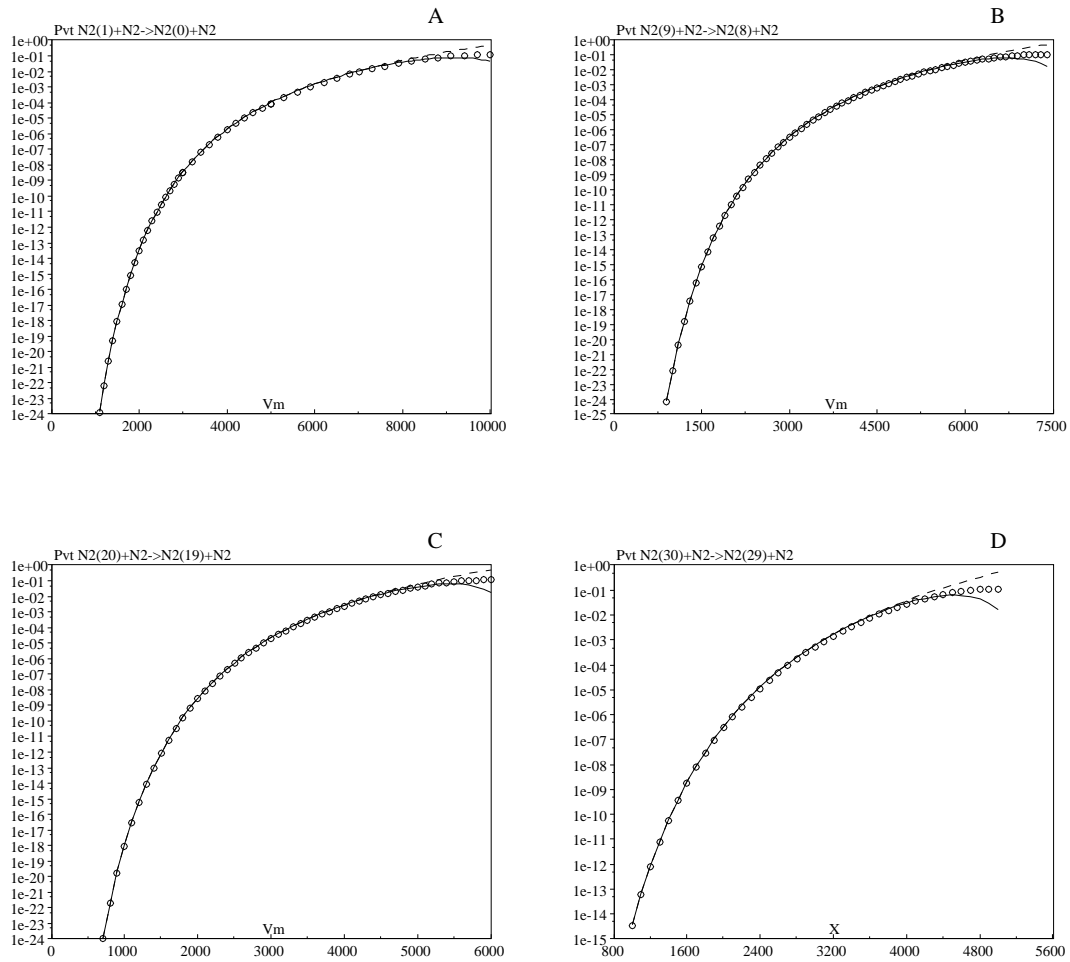 A
Pvt N2(1)+N2->N2(0)+N2
1e+00
1e-01
1e-02
1e-03
1e-04
1e-05
1e-06
1e-07
1e-08
1e-09
1e-10
1e-11
1e-12
1e-13
1e-14
1e-15
1e-16
1e-17
1e-18
1e-19
1e-20
1e-21
1e-22
1e-23
1e-24
Vm
0 2000 4000 6000 8000 10000
B
Pvt N2(9)+N2->N2(8)+N2
1e+00
1e-01
1e-02
1e-03
1e-04
1e-05
1e-06
1e-07
1e-08
1e-09
1e-10
1e-11
1e-12
1e-13
1e-14
1e-15
1e-16
1e-17
1e-18
1e-19
1e-20
1e-21
1e-22
1e-23
1e-24
1e-25
Vm
0 1500 3000 4500 6000 7500
C
Pvt N2(20)+N2->N2(19)+N2
1e+00
1e-01
1e-02
1e-03
1e-04
1e-05
1e-06
1e-07
1e-08
1e-09
1e-10
1e-11
1e-12
1e-13
1e-14
1e-15
1e-16
1e-17
1e-18
1e-19
1e-20
1e-21
1e-22
1e-23
1e-24
Vm
0 1000 2000 3000 4000 5000 6000
D
Pvt N2(30)+N2->N2(29)+N2
1e+00
1e-01
1e-02
1e-03
1e-04
1e-05
1e-06
1e-07
1e-08
1e-09
1e-10
1e-11
1e-12
1e-13
1e-14
1e-15
X
800 1600 2400 3200 4000 4800 5600